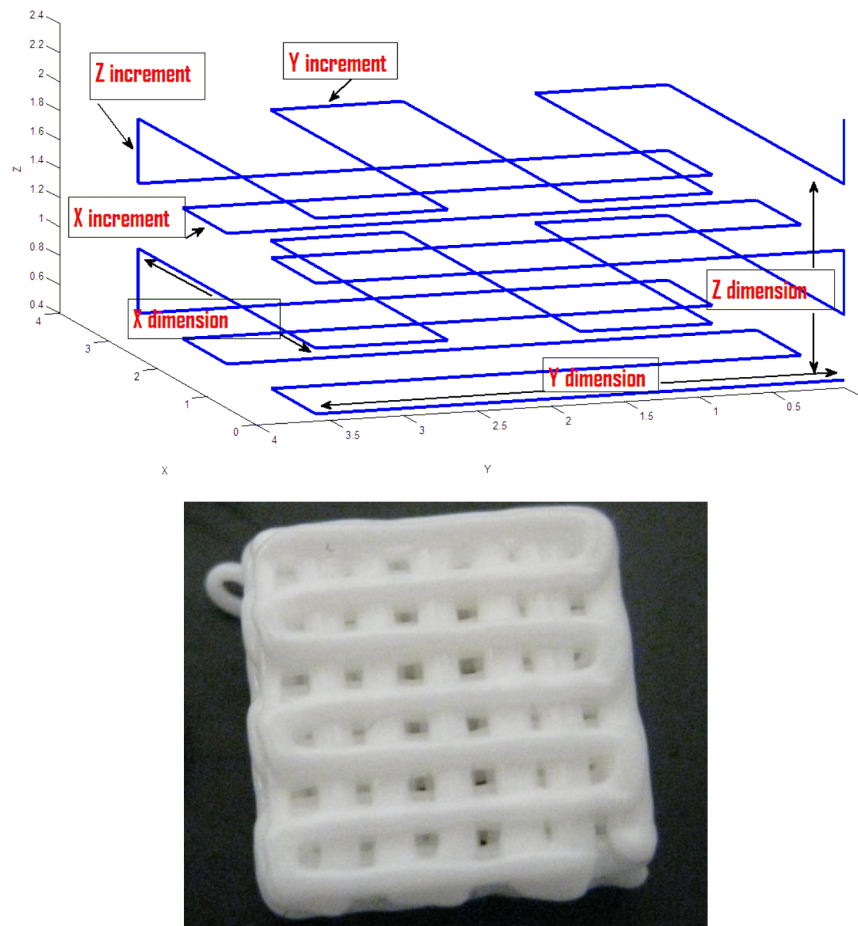 2.4
2.2
2
1.8
1.6
1.4
1.2
1
0.8
0.6
0.4
Z
Z increment
Y increment
X increment
X dimension
Z dimension
Y dimension
4
3
2
1
0
X
4
3.5
3
2.5
2
1.5
1
0.5
Y